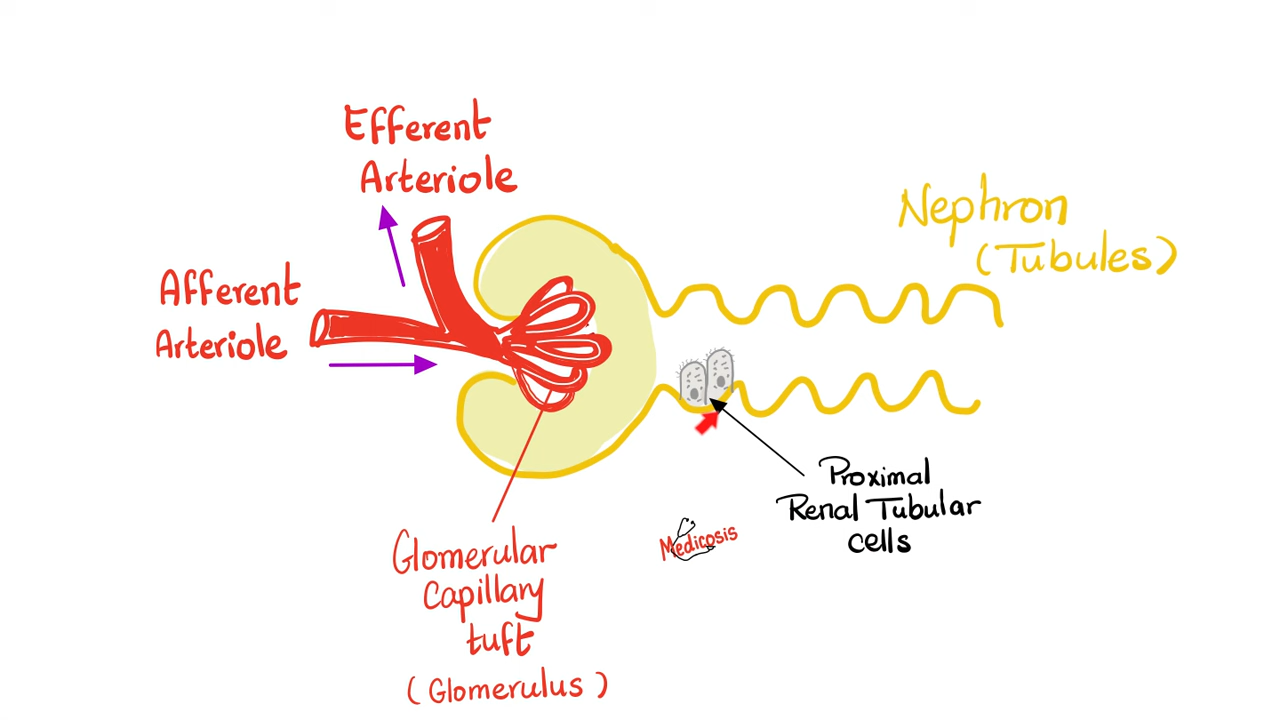 Efferent
Arteriole
Nephron
(Tubules)
Afferent
Arteriole
Proximal
Renal Tubular
cells
Medicosis
Glomerular
Capillary
tuft
(Glomerulus)